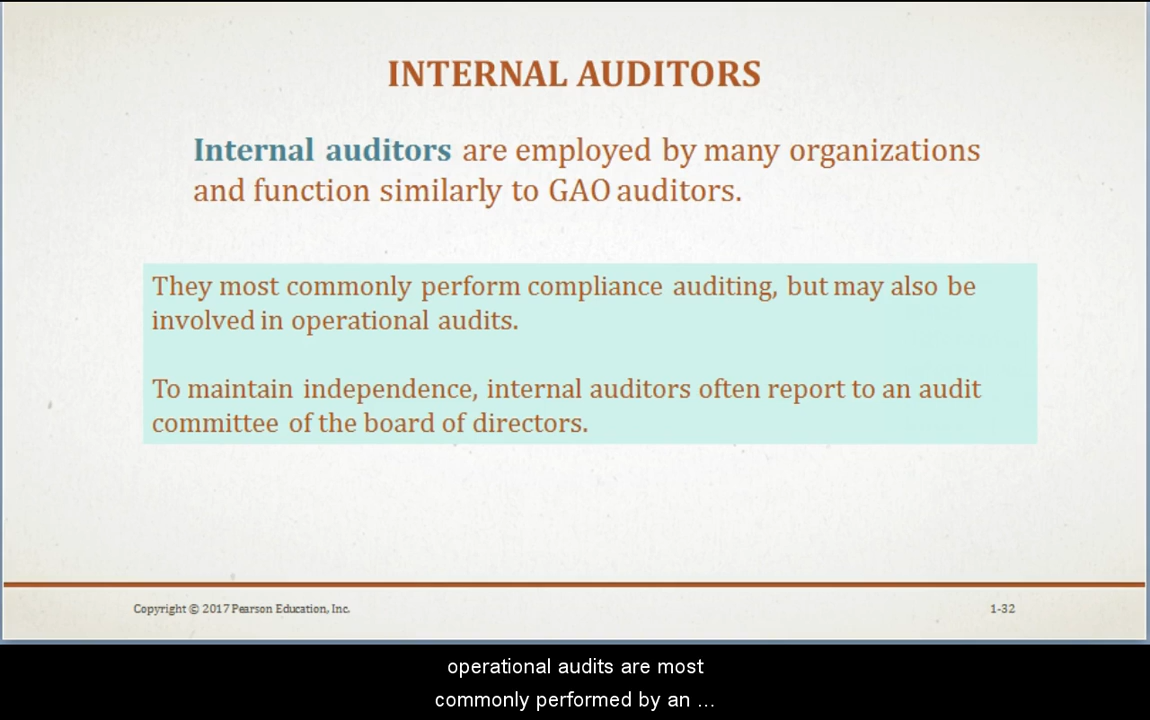 INTERNAL AUDITORS
Internal auditors are employed by many organizations
and function similarly to GAO auditors.
They most commonly perform compliance auditing, but may also be
involved in operational audits.
To maintain independence, internal auditors often report to an audit
committee of the board of directors.
Copyright © 2017 Pearson Education, Inc.
1-32
operational audits are most
commonly performed by an ...